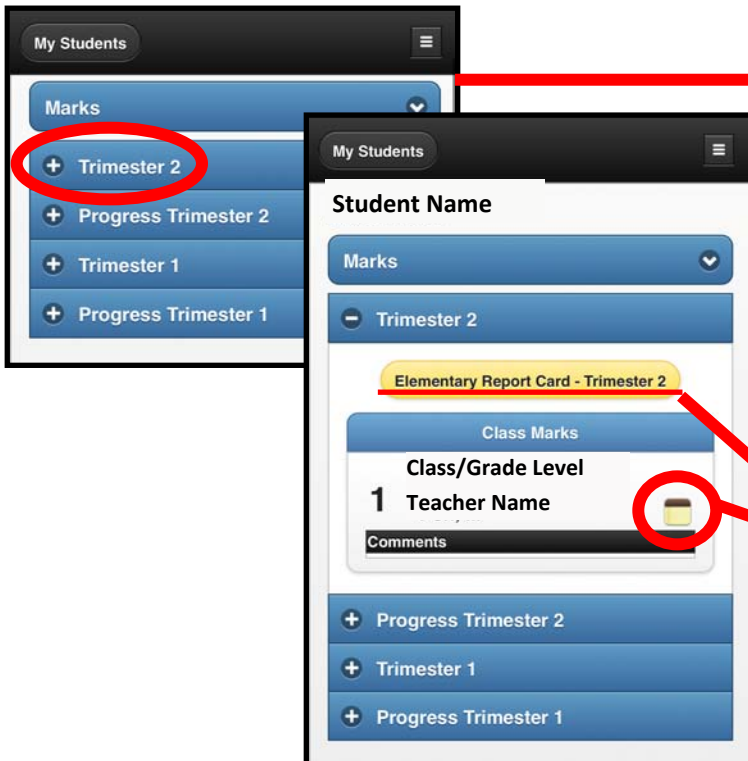 My Students
Marks
Trimester 2
Progress Trimester 2
Trimester 1
Progress Trimester 1
My Students
Student Name
Marks
Trimester 2
Elementary Report Card - Trimester 2
Class Marks
Class/Grade Level
1 Teacher Name
Comments
Progress Trimester 2
Trimester 1
Progress Trimester 1